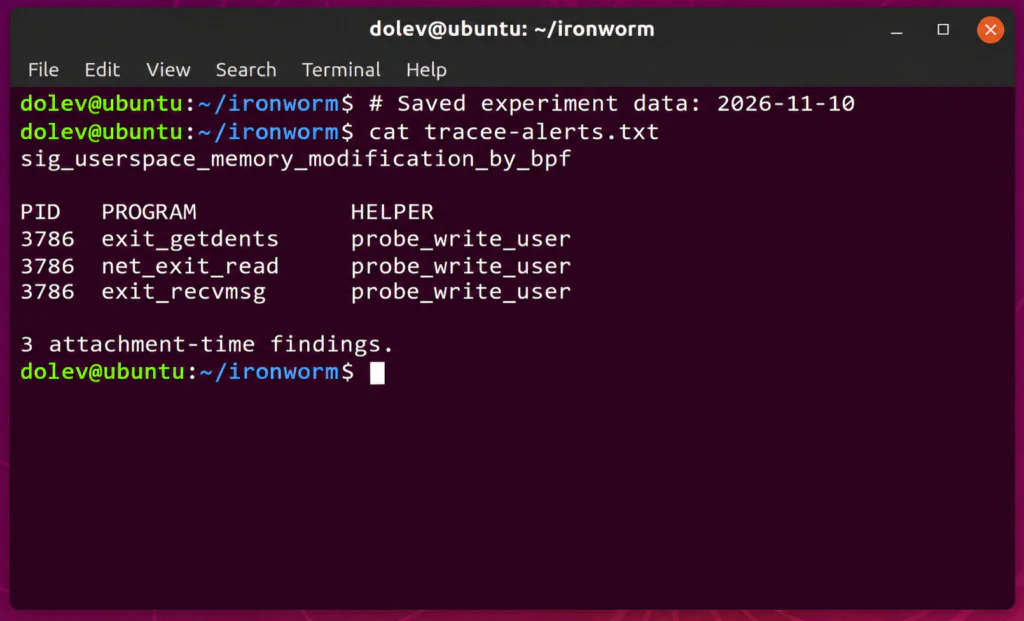 dolev@ubuntu: ~/ironworm
File Edit View Search Terminal Help
dolev@ubuntu:~/ironworm$ # Saved experiment data: 2026-11-10
dolev@ubuntu:~/ironworm$ cat tracee-alerts.txt
sig_userspace_memory_modification_by_bpf
PID PROGRAM HELPER
3786 exit_getdents probe_write_user
3786 net_exit_read probe_write_user
3786 exit_recvmsg probe_write_user
3 attachment-time findings.
dolev@ubuntu:~/ironworm$